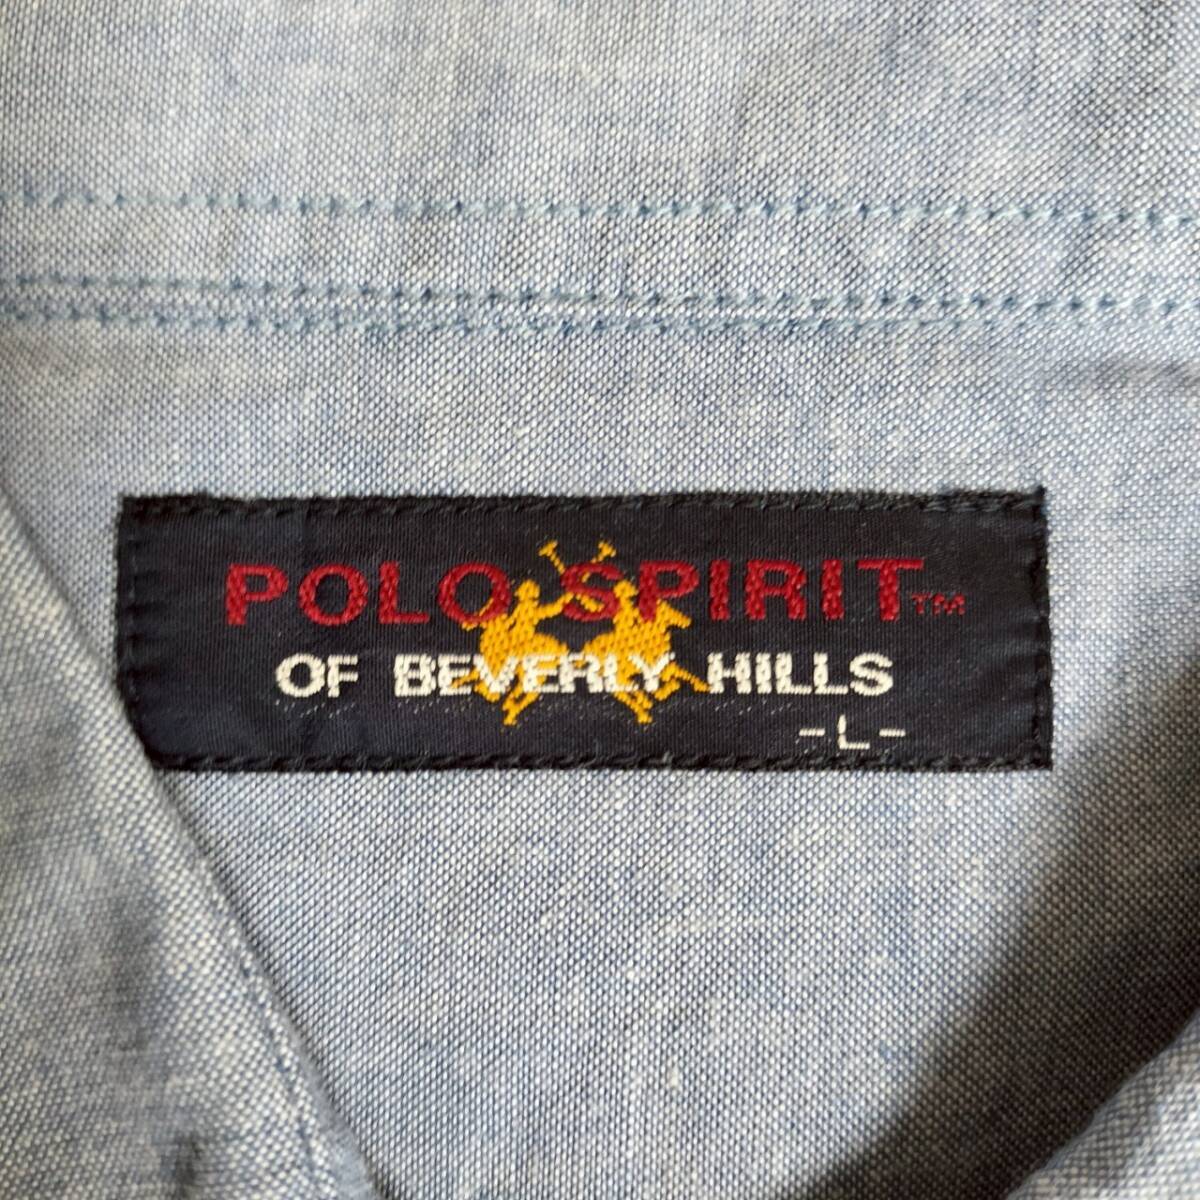 POLO SPIRIT™
OF BEVERLY HILLS
-L-